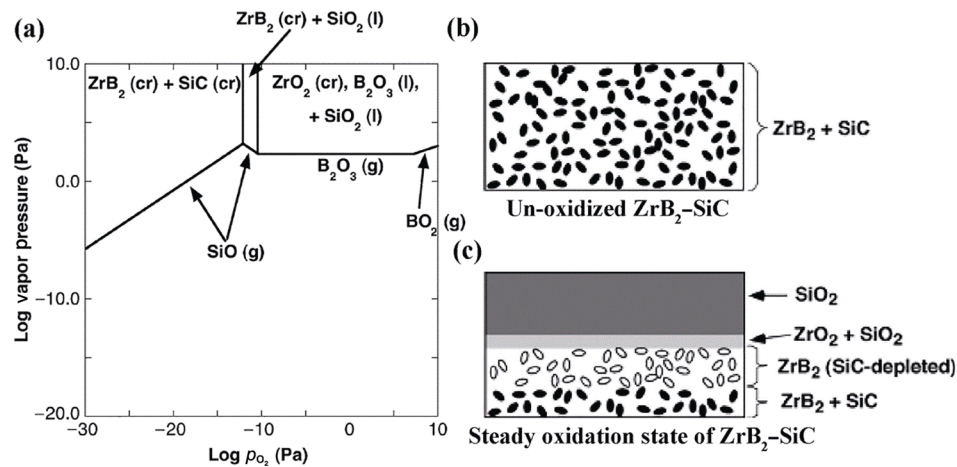 (a)
ZrB₂ (cr) + SiO₂ (l)
10.0
ZrB₂ (cr) + SiC (cr)
ZrO₂ (cr), B₂O₃ (l),
+ SiO₂ (l)
B₂O₃ (g)
0.0
BO₂ (g)
SiO (g)
−10.0
−20.0
−30
−20
−10
0
10
Log vapor pressure (Pa)
Log pO₂ (Pa)
(b)
ZrB₂ + SiC
Un-oxidized ZrB₂–SiC
(c)
SiO₂
ZrO₂ + SiO₂
ZrB₂ (SiC-depleted)
ZrB₂ + SiC
Steady oxidation state of ZrB₂–SiC